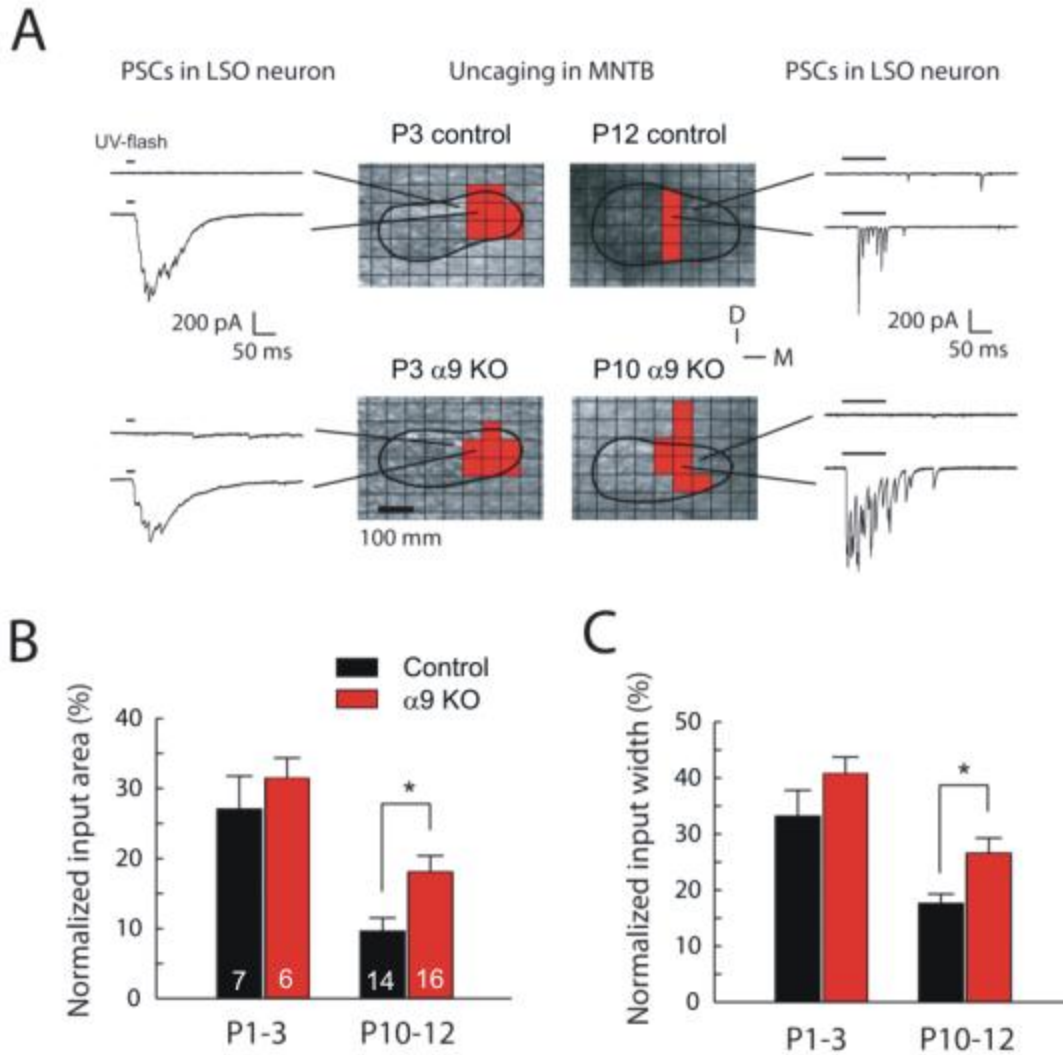 A
PSCs in LSO neuron
Uncaging in MNTB
PSCs in LSO neuron
UV-flash
P3 control
P12 control
200 pA
50 ms
D
M
200 pA
50 ms
P3 α9 KO
P10 α9 KO
100 mm
B
Control
α9 KO
Normalized input area (%)
40
30
20
10
0
7
6
14
16
*
P1-3
P10-12
C
Normalized input width (%)
50
40
30
20
10
0
*
P1-3
P10-12